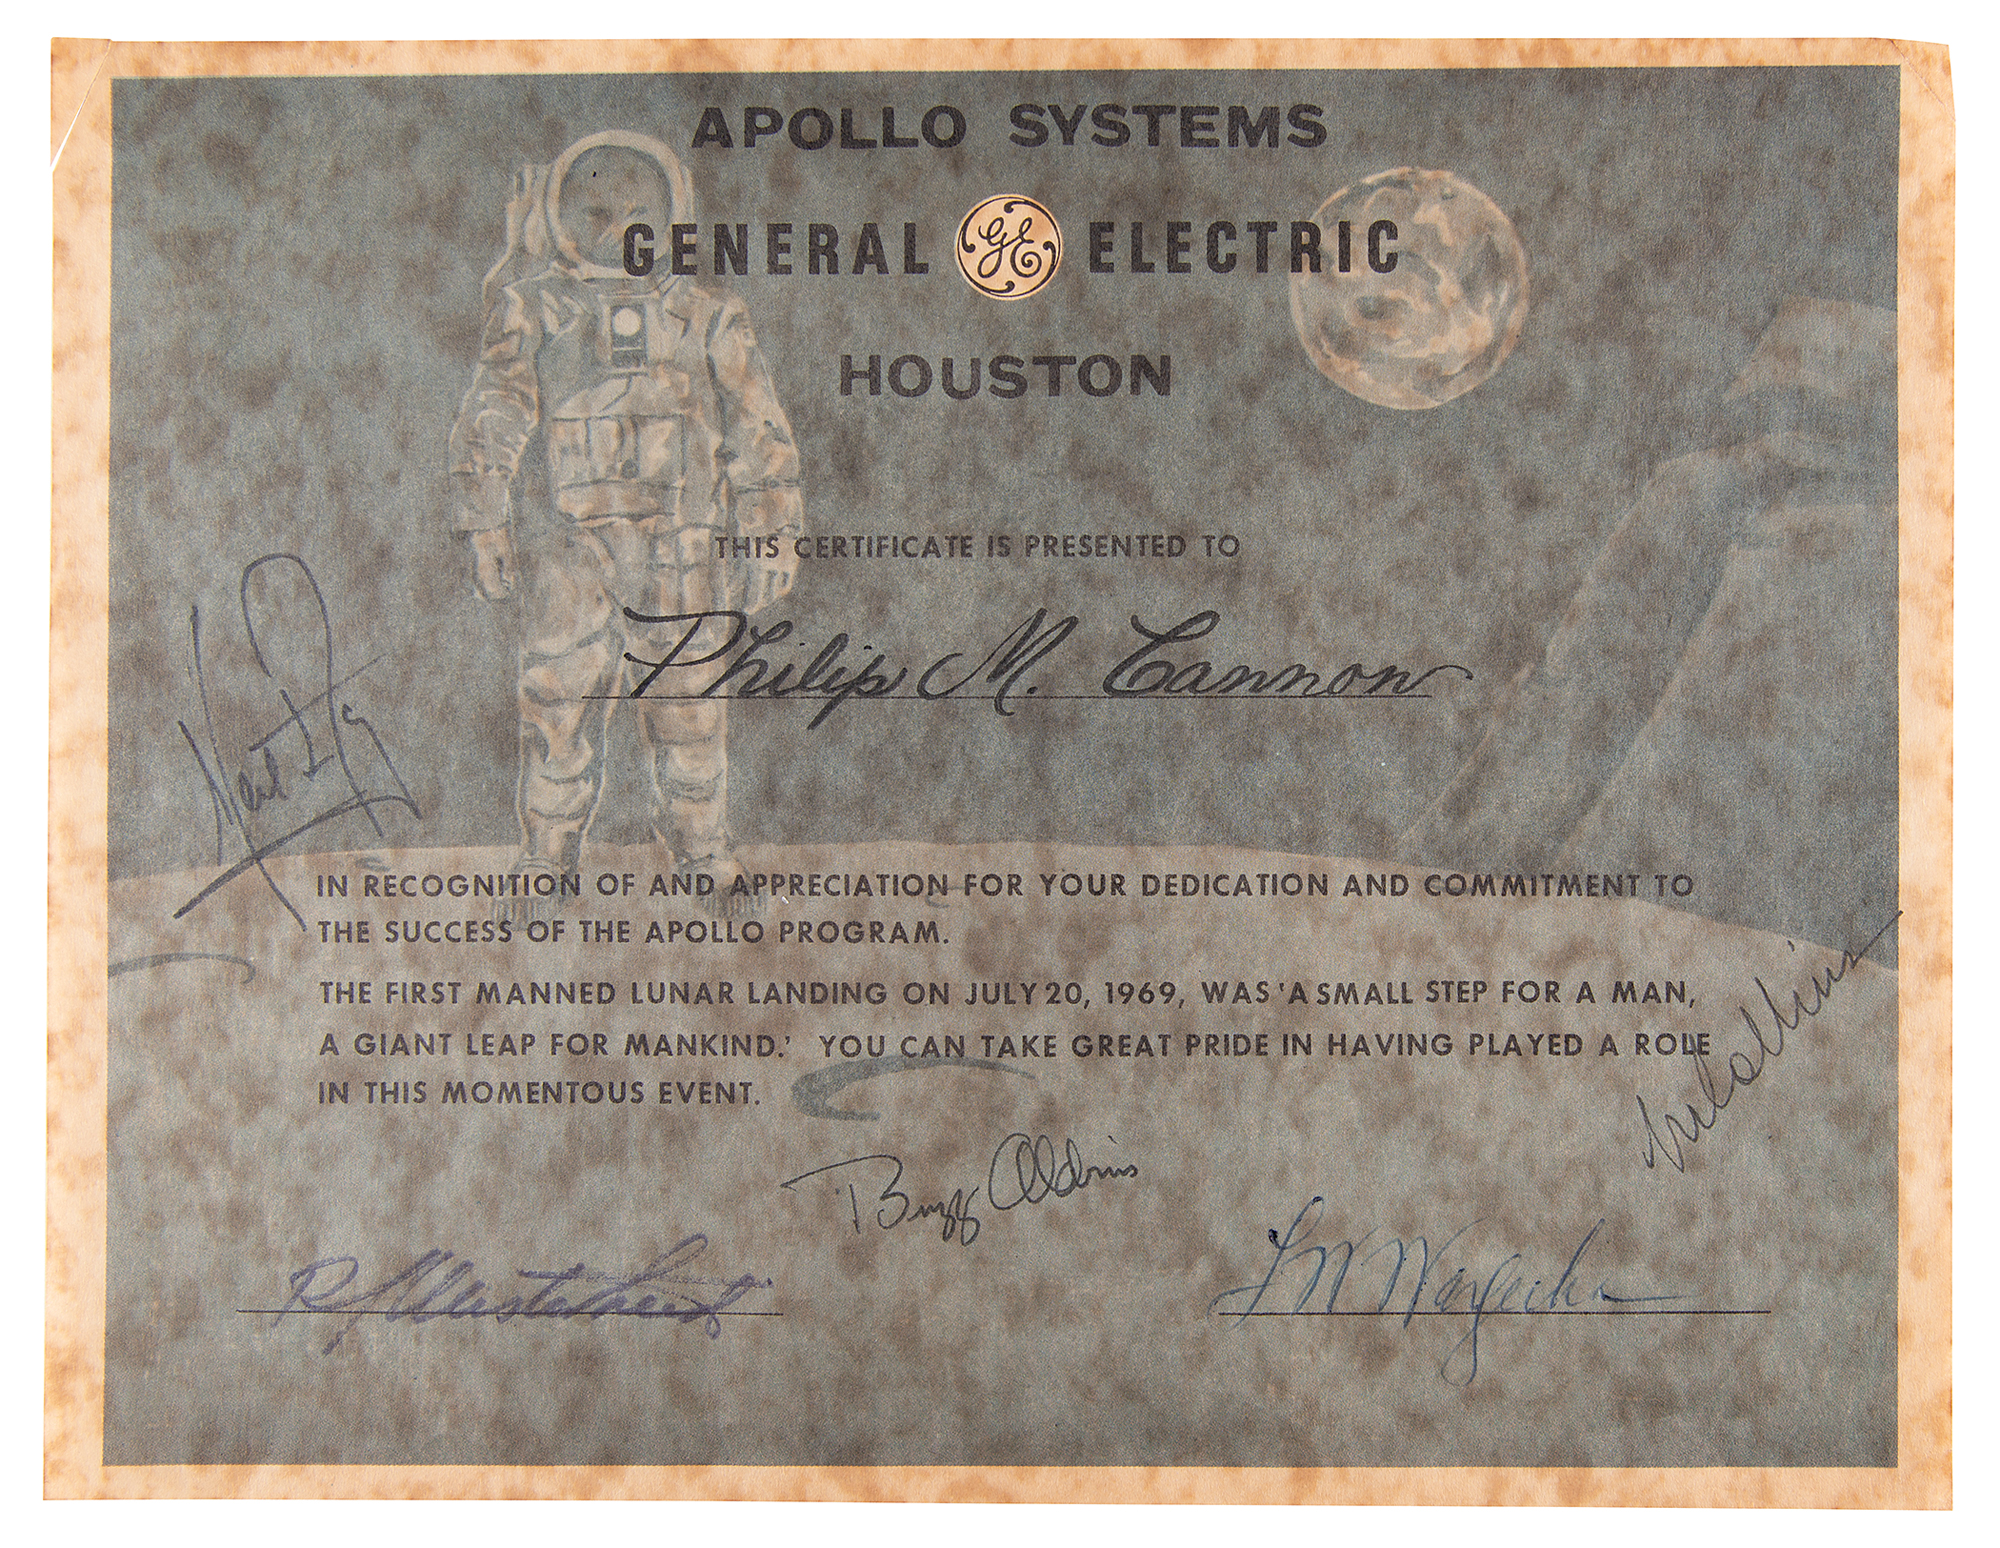 APOLLO SYSTEMS
GENERAL GE ELECTRIC
HOUSTON
THIS CERTIFICATE IS PRESENTED TO
Philip M. Cannon
Neil
IN RECOGNITION OF AND APPRECIATION FOR YOUR DEDICATION AND COMMITMENT TO
THE SUCCESS OF THE APOLLO PROGRAM.
THE FIRST MANNED LUNAR LANDING ON JULY 20, 1969, WAS 'A SMALL STEP FOR A MAN,
A GIANT LEAP FOR MANKIND.' YOU CAN TAKE GREAT PRIDE IN HAVING PLAYED A ROLE
IN THIS MOMENTOUS EVENT.
MCollins
Buzz Aldrin